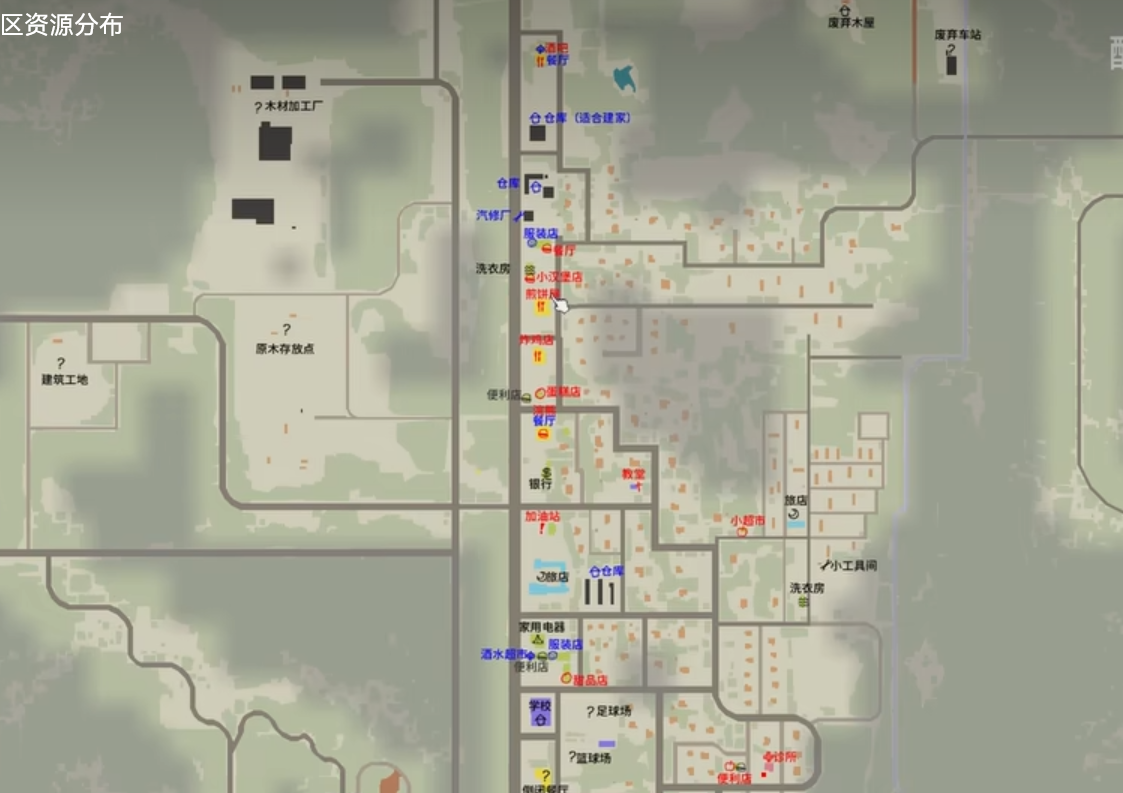 区资源分布
废弃木屋
废弃车站
酒吧
餐厅
?木材加工厂
仓库（适合建家）
仓库
汽修厂
服装店
餐厅
洗衣房
小汉堡店
煎饼屋
?
原木存放点
炸鸡店
?
建筑工地
便利店
蛋糕店
餐厅
教堂
银行
旅店
加油站
小超市
小工具间
旅店
仓库
洗衣房
家用电器
服装店
酒水超市
便利店
甜品店
学校
?足球场
?篮球场
诊所
便利店
?
倒闭餐厅